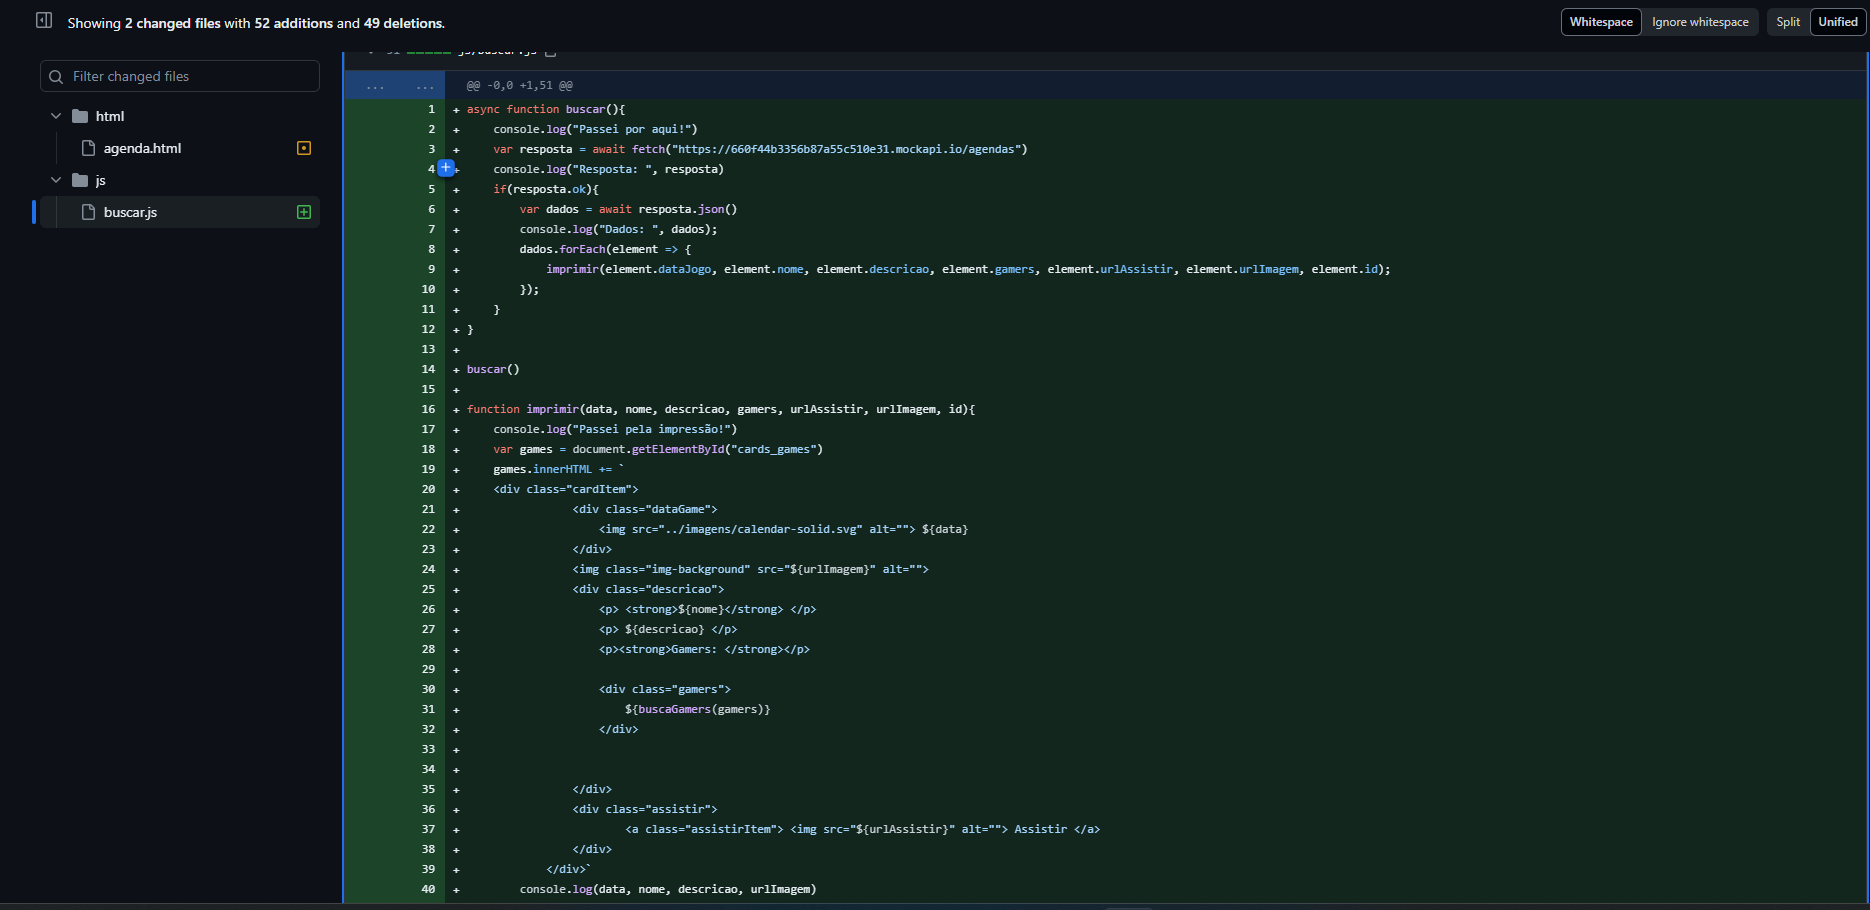 Showing 2 changed files with 52 additions and 49 deletions.
Whitespace Ignore whitespace Split Unified
Filter changed files
html
agenda.html
js
buscar.js
... ... @@ -0,0 +1,51 @@
1 + async function buscar(){
2 + console.log("Passei por aqui!")
3 + var resposta = await fetch("https://660f44b3356b87a55c510e31.mockapi.io/agendas")
4 + console.log("Resposta: ", resposta)
5 + if(resposta.ok){
6 + var dados = await resposta.json()
7 + console.log("Dados: ", dados);
8 + dados.forEach(element => {
9 + imprimir(element.dataJogo, element.nome, element.descricao, element.gamers, element.urlAssistir, element.urlImagem, element.id);
10 + });
11 + }
12 + }
13 +
14 + buscar()
15 +
16 + function imprimir(data, nome, descricao, gamers, urlAssistir, urlImagem, id){
17 + console.log("Passei pela impressão!")
18 + var games = document.getElementById("cards_games")
19 + games.innerHTML += `
20 + <div class="cardItem">
21 + <div class="dataGame">
22 + <img src="../imagens/calendar-solid.svg" alt=""> ${data}
23 + </div>
24 + <img class="img-background" src="${urlImagem}" alt="">
25 + <div class="descricao">
26 + <p> <strong>${nome}</strong> </p>
27 + <p> ${descricao} </p>
28 + <p><strong>Gamers: </strong></p>
29 +
30 + <div class="gamers">
31 + ${buscaGamers(gamers)}
32 + </div>
33 +
34 +
35 + </div>
36 + <div class="assistir">
37 + <a class="assistirItem"> <img src="${urlAssistir}" alt=""> Assistir </a>
38 + </div>
39 + </div>`
40 + console.log(data, nome, descricao, urlImagem)